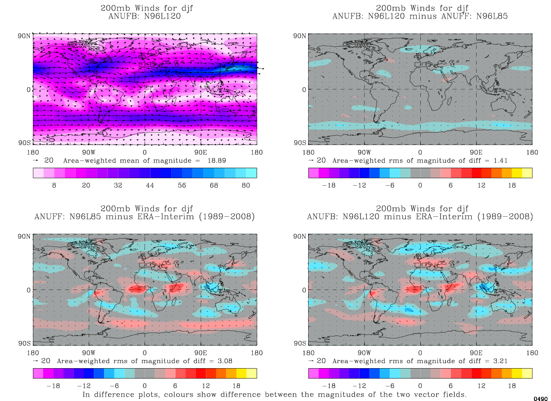 200mb Winds for djf
ANUFB: N96L120
90N
0
90S
180 90W 0 90E 180
→ 20 Area-weighted mean of magnitude = 18.89
8 20 32 44 56 68 80
200mb Winds for djf
ANUFB: N96L120 minus ANUFF: N96L85
90N
0
90S
180 90W 0 90E 180
→ 20 Area-weighted rms of magnitude of diff = 1.41
-18 -12 -6 0 6 12 18
200mb Winds for djf
ANUFF: N96L85 minus ERA-Interim (1989-2008)
90N
0
90S
180 90W 0 90E 180
→ 20 Area-weighted rms of magnitude of diff = 3.08
-18 -12 -6 0 6 12 18
200mb Winds for djf
ANUFB: N96L120 minus ERA-Interim (1989-2008)
90N
0
90S
180 90W 0 90E 180
→ 20 Area-weighted rms of magnitude of diff = 3.21
-18 -12 -6 0 6 12 18
In difference plots, colours show difference between the magnitudes of the two vector fields.
0490